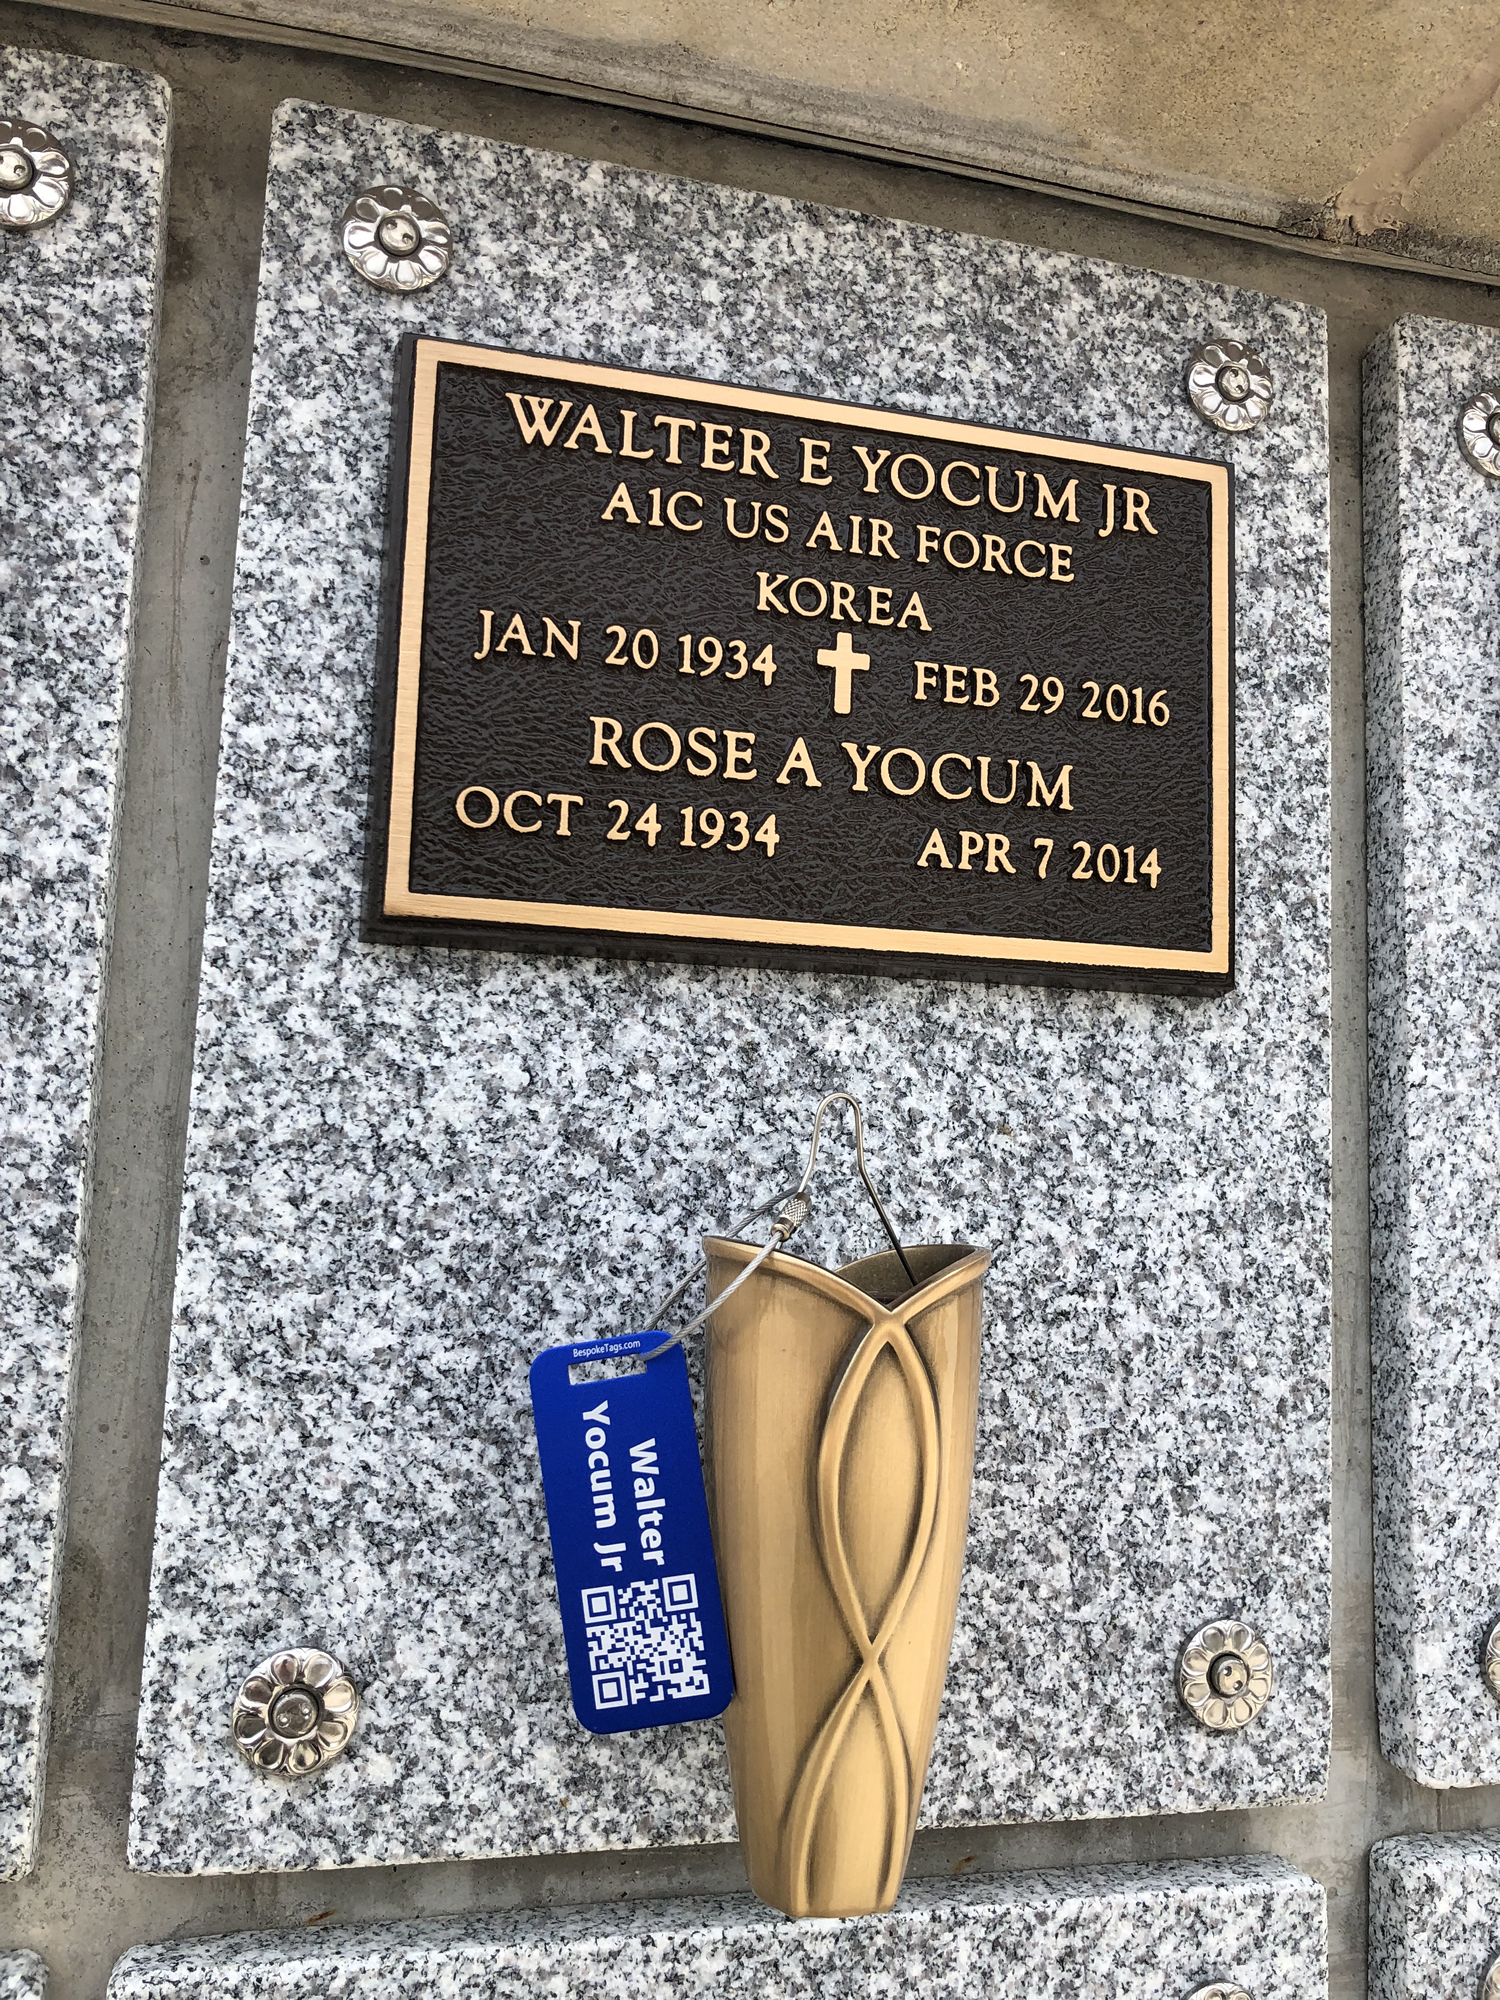 WALTER E YOCUM JR
A1C US AIR FORCE
KOREA
JAN 20 1934 FEB 29 2016
ROSE A YOCUM
OCT 24 1934 APR 7 2014
BespokeTags.com
Walter
Yocum Jr